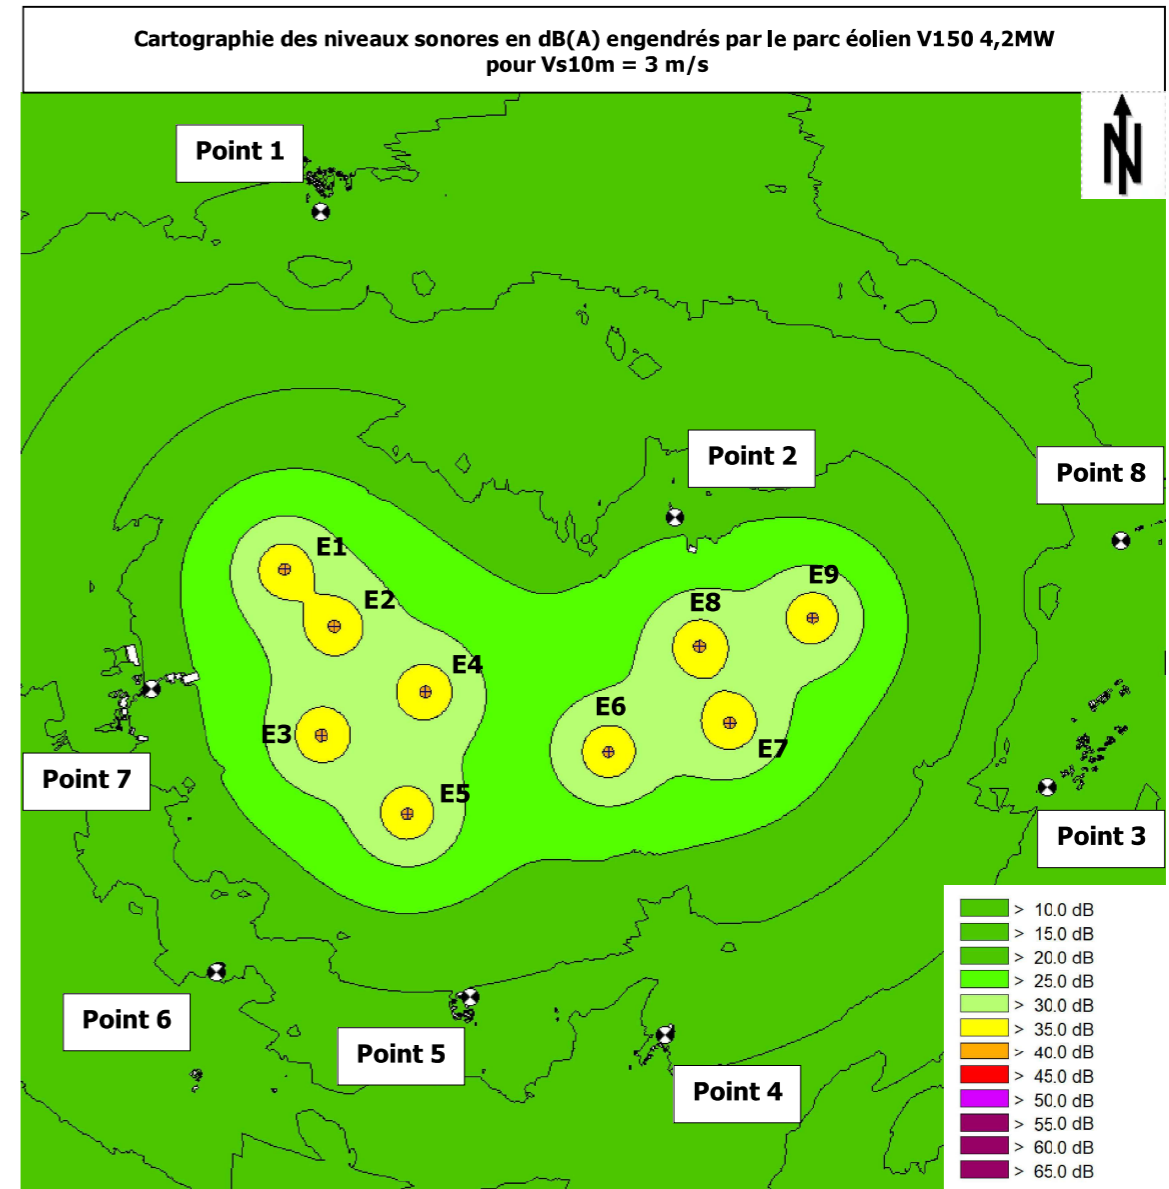 Cartographie des niveaux sonores en dB(A) engendrés par le parc éolien V150 4,2MW
pour Vs10m = 3 m/s
N
Point 1
Point 2
Point 8
E1
E2
E9
E8
E4
E6
E3
E7
Point 7
E5
Point 3
Point 6
Point 5
Point 4
> 10.0 dB
> 15.0 dB
> 20.0 dB
> 25.0 dB
> 30.0 dB
> 35.0 dB
> 40.0 dB
> 45.0 dB
> 50.0 dB
> 55.0 dB
> 60.0 dB
> 65.0 dB